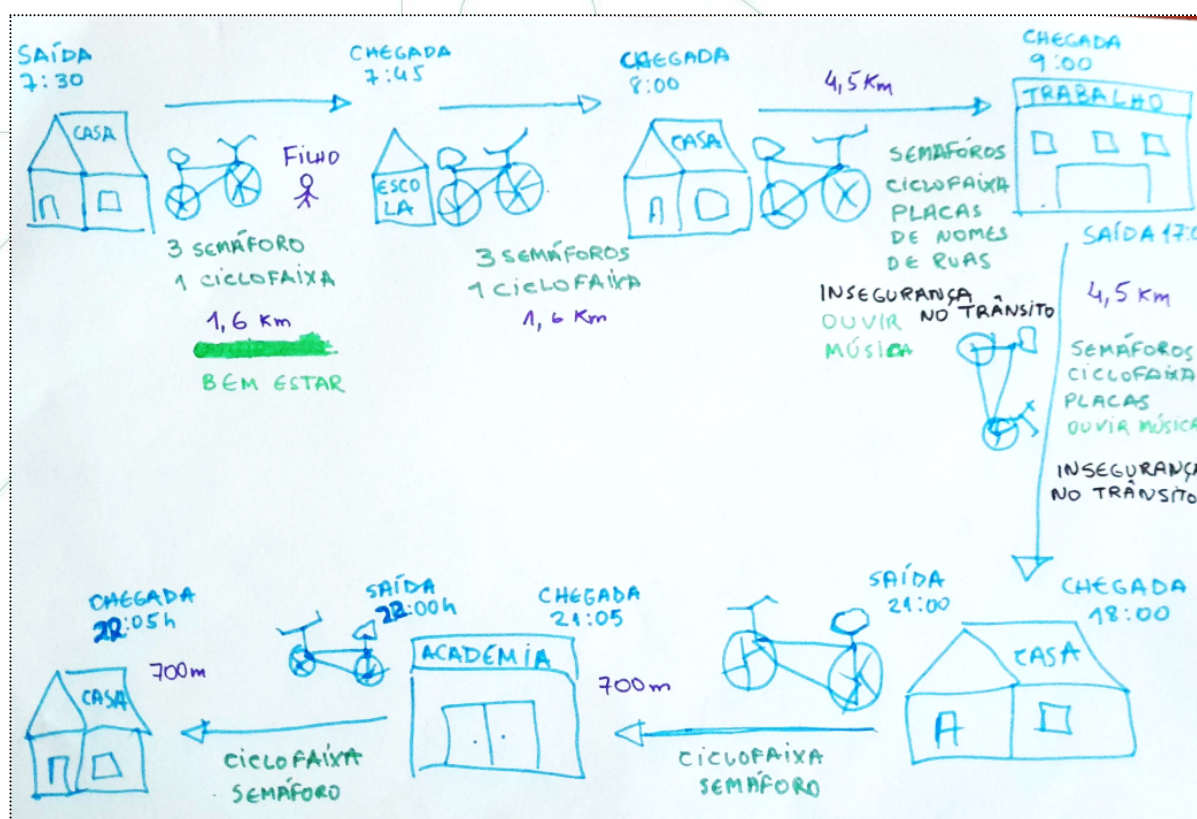 SAÍDA
7:30
CASA
FILHO
3 SEMÁFORO
1 CICLOFAIXA
1,6 Km
BEM ESTAR
CHEGADA
7:45
ESCO
LA
3 SEMÁFOROS
1 CICLOFAIXA
1,6 Km
CHEGADA
8:00
CASA
4,5 Km
SEMAFÓROS
CICLOFAIXA
PLACAS
DE NOMES
DE RUAS
INSEGURANÇA
NO TRÂNSITO
OUVIR
MÚSICA
CHEGADA
9:00
TRABALHO
SAÍDA
4,5 Km
SEMÁFOROS
CICLOFAIXA
PLACAS
OUVIR MÚSICA
INSEGURANÇA
NO TRÂNSITO
CHEGADA
18:00
CASA
SAÍDA
21:00
700m
CICLOFAIXA
SEMÁFORO
CHEGADA
21:05
ACADEMIA
SAÍDA
22:00h
700m
CICLOFAIXA
SEMÁFORO
CHEGADA
22:05h
CASA